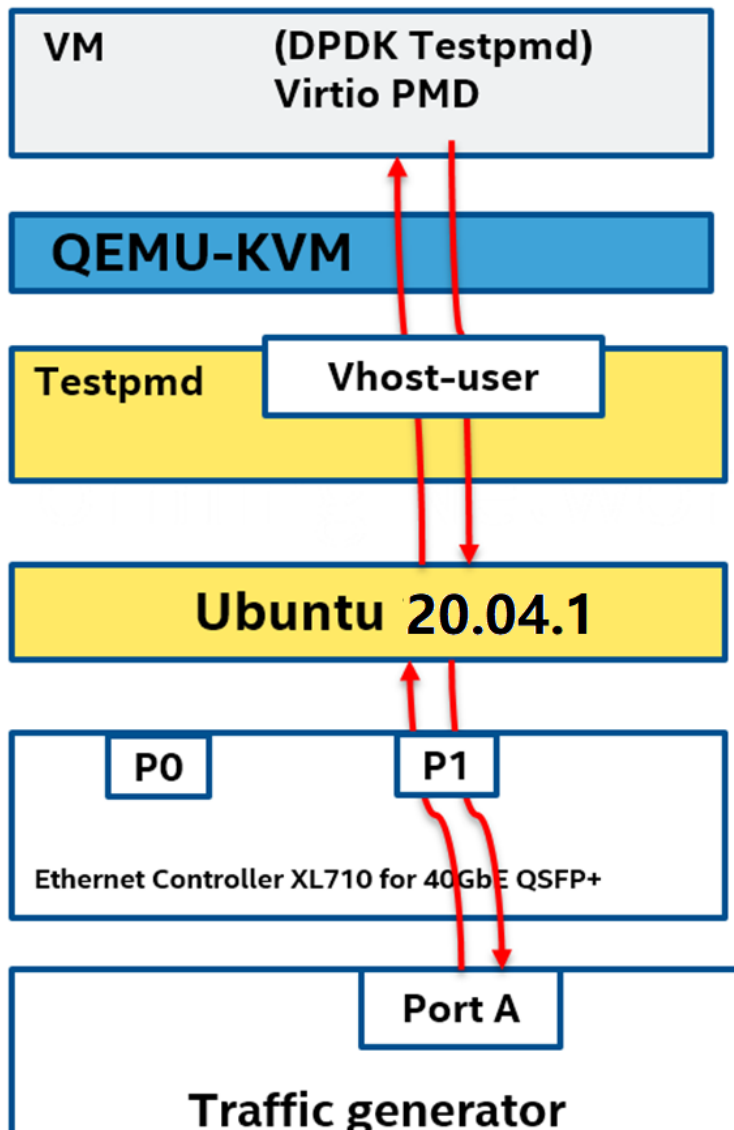 VM (DPDK Testpmd)
Virtio PMD
QEMU-KVM
Testpmd
Vhost-user
Ubuntu 20.04.1
P0
P1
Ethernet Controller XL710 for 40GbE QSFP+
Port A
Traffic generator